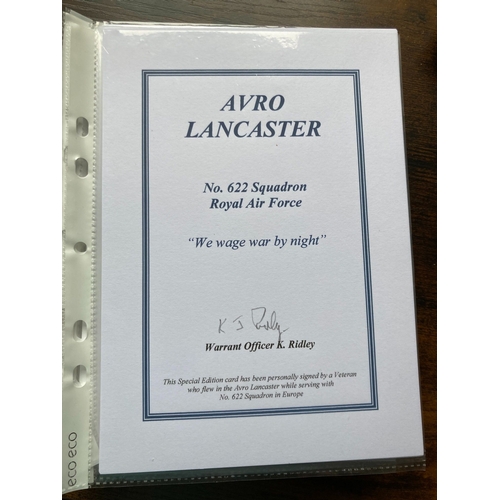 AVRO
LANCASTER
No. 622 Squadron
Royal Air Force
“We wage war by night”
K J Ridley
Warrant Officer K. Ridley
This Special Edition card has been personally signed by a Veteran
who flew in the Avro Lancaster while serving with
No. 622 Squadron in Europe
eco eco